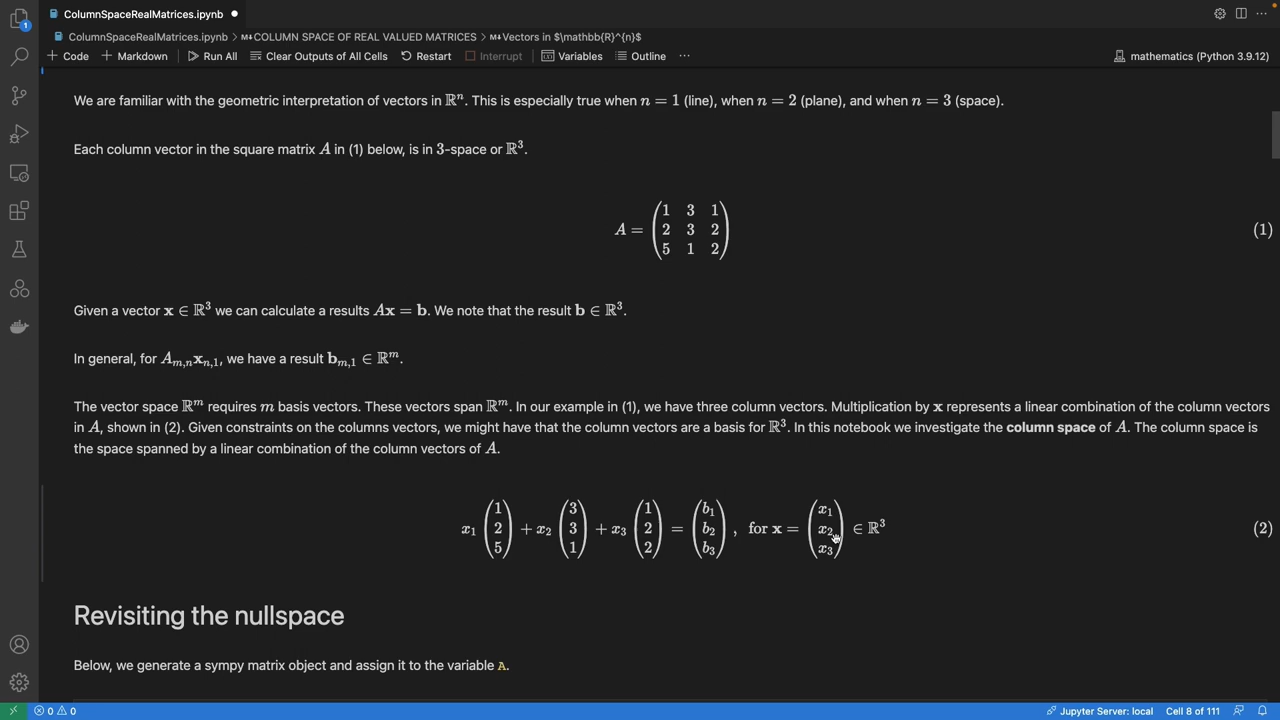 1
ColumnSpaceRealMatrices.ipynb ●
ColumnSpaceRealMatrices.ipynb > M↓COLUMN SPACE OF REAL VALUED MATRICES > M↓Vectors in $\mathbb{R}^{n}$
+ Code + Markdown ▷ Run All Clear Outputs of All Cells Restart Interrupt Variables Outline ··· mathematics (Python 3.9.12)
We are familiar with the geometric interpretation of vectors in ℝⁿ. This is especially true when n = 1 (line), when n = 2 (plane), and when n = 3 (space).
Each column vector in the square matrix A in (1) below, is in 3-space or ℝ³.
1 3 1
A = 2 3 2 (1)
5 1 2
Given a vector x ∈ ℝ³ we can calculate a results Ax = b. We note that the result b ∈ ℝ³.
In general, for A_{m,n}x_{n,1}, we have a result b_{m,1} ∈ ℝᵐ.
The vector space ℝᵐ requires m basis vectors. These vectors span ℝᵐ. In our example in (1), we have three column vectors. Multiplication by x represents a linear combination of the column vectors
in A, shown in (2). Given constraints on the columns vectors, we might have that the column vectors are a basis for ℝ³. In this notebook we investigate the column space of A. The column space is
the space spanned by a linear combination of the column vectors of A.
1 3 1 b₁ x₁
x₁ 2 + x₂ 3 + x₃ 2 = b₂ , for x = x₂ ∈ ℝ³ (2)
5 1 2 b₃ x₃
Revisiting the nullspace
Below, we generate a sympy matrix object and assign it to the variable A.
0 0 Jupyter Server: local Cell 8 of 111